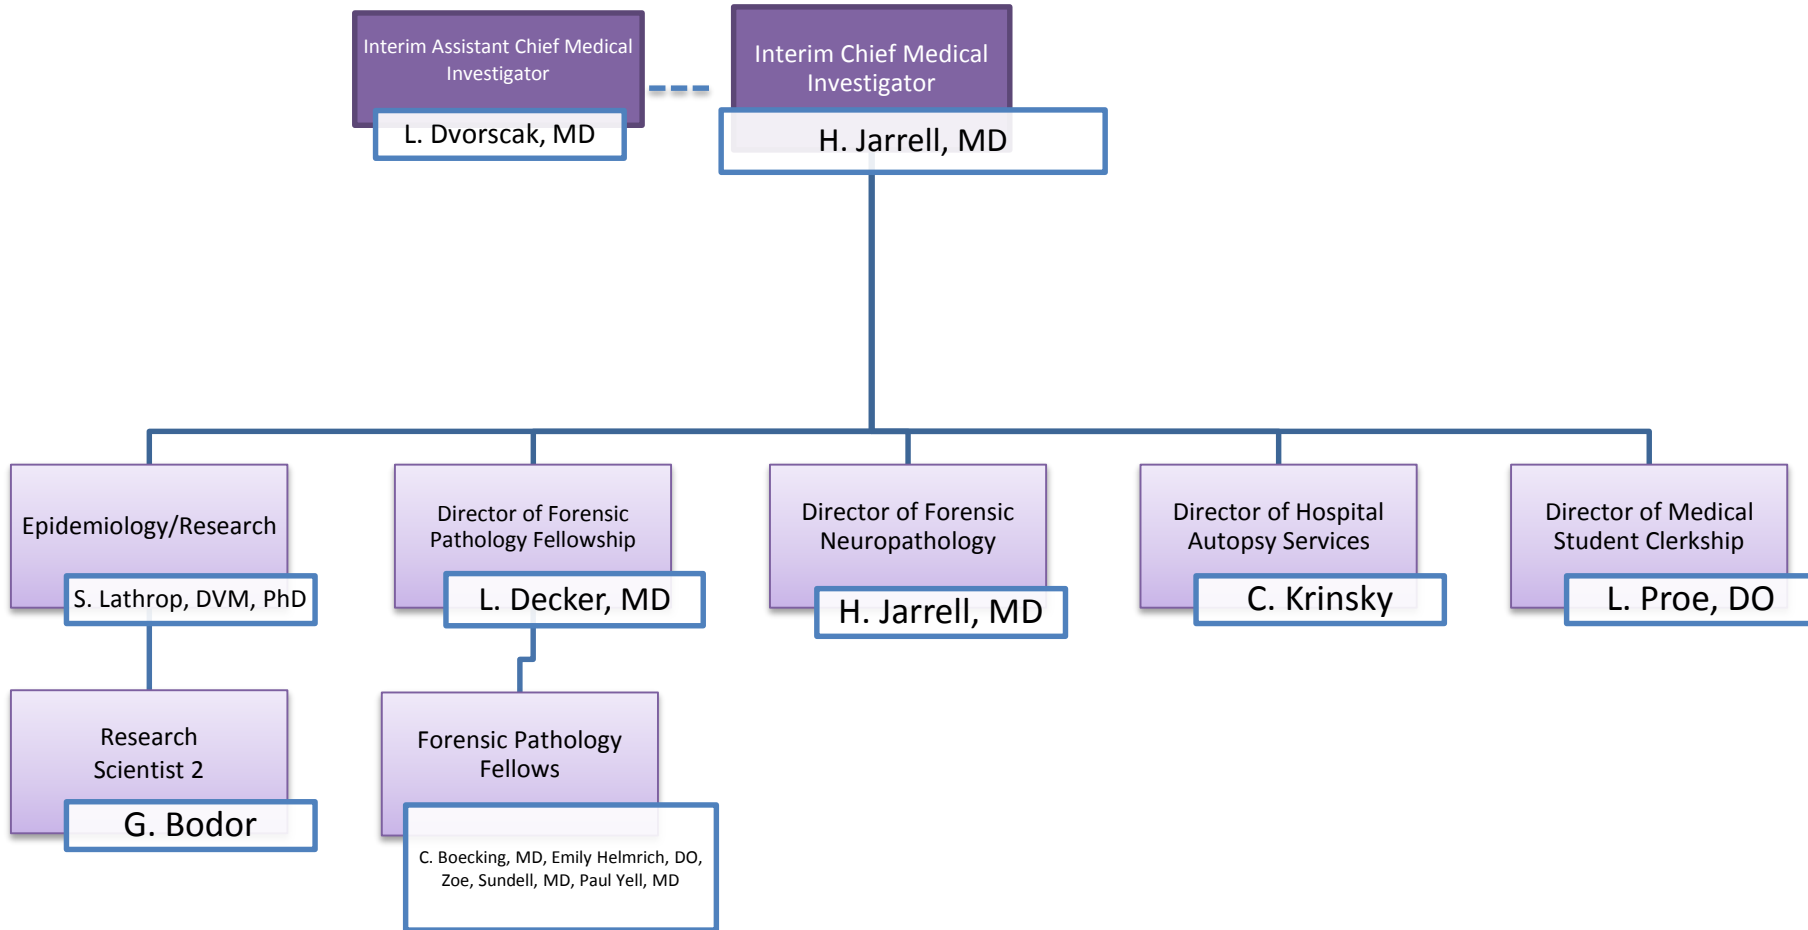 Interim Assistant Chief Medical
Investigator
L. Dvorscak, MD
Interim Chief Medical
Investigator
H. Jarrell, MD
Epidemiology/Research
S. Lathrop, DVM, PhD
Director of Forensic
Pathology Fellowship
L. Decker, MD
Director of Forensic
Neuropathology
H. Jarrell, MD
Director of Hospital
Autopsy Services
C. Krinsky
Director of Medical
Student Clerkship
L. Proe, DO
Research
Scientist 2
G. Bodor
Forensic Pathology
Fellows
C. Boecking, MD, Emily Helmrich, DO,
Zoe, Sundell, MD, Paul Yell, MD